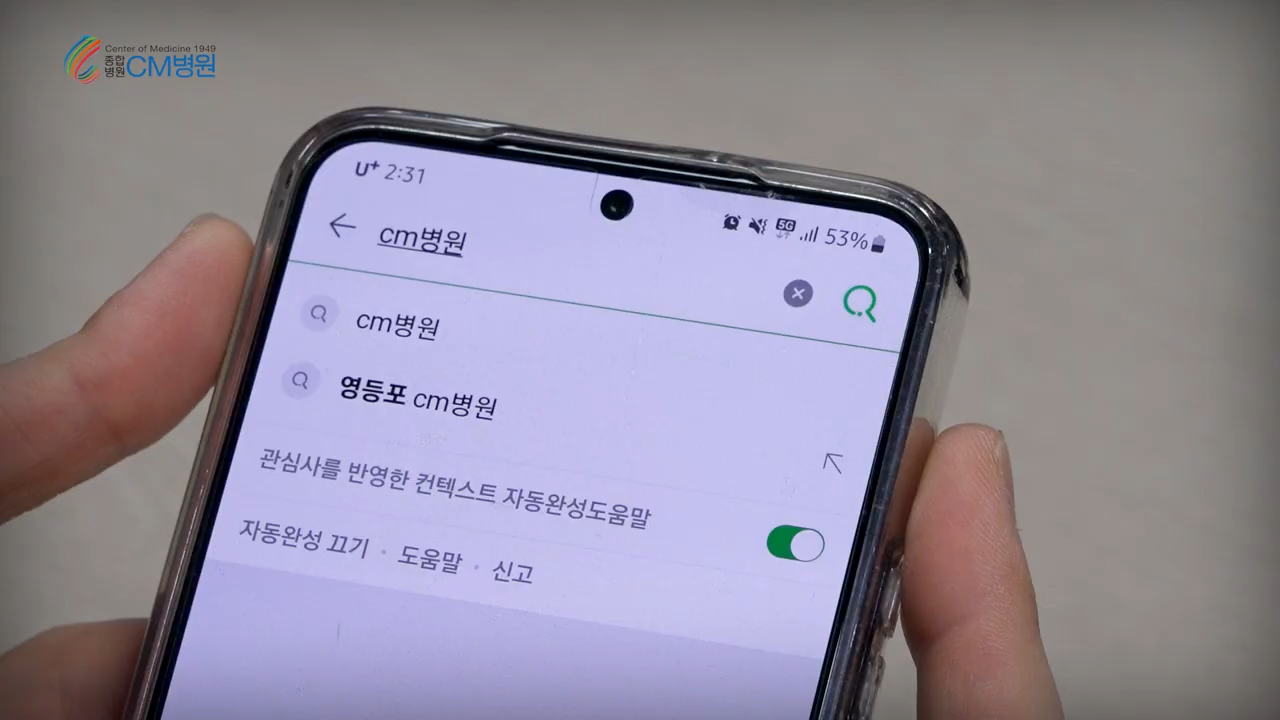 Center of Medicine 1949
종합
병원
CM병원
U+ 2:31
5G
53%
cm병원
cm병원
영등포 cm병원
관심사를 반영한 컨텍스트 자동완성도움말
자동완성 끄기 • 도움말 • 신고